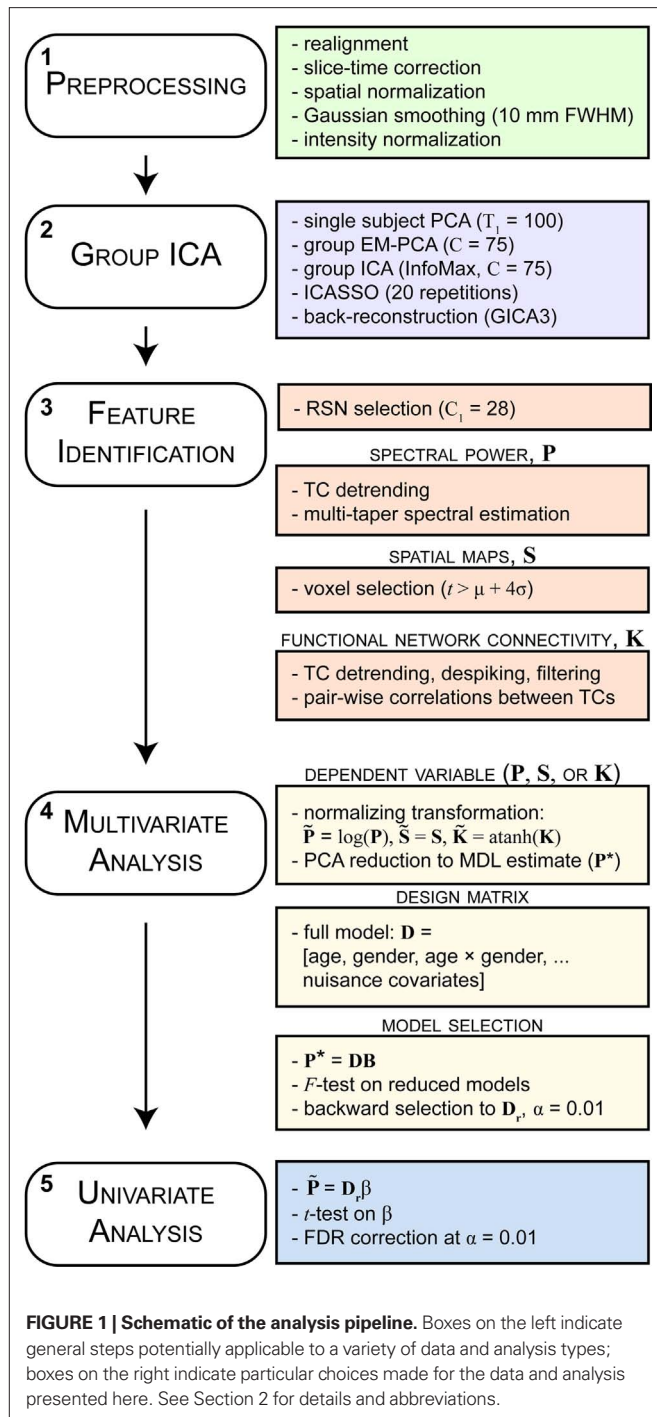 1
PREPROCESSING
- realignment
- slice-time correction
- spatial normalization
- Gaussian smoothing (10 mm FWHM)
- intensity normalization
2
GROUP ICA
- single subject PCA (T₁ = 100)
- group EM-PCA (C = 75)
- group ICA (InfoMax, C = 75)
- ICASSO (20 repetitions)
- back-reconstruction (GICA3)
3
FEATURE
IDENTIFICATION
- RSN selection (C₁ = 28)
SPECTRAL POWER, P
- TC detrending
- multi-taper spectral estimation
SPATIAL MAPS, S
- voxel selection (t > μ + 4σ)
FUNCTIONAL NETWORK CONNECTIVITY, K
- TC detrending, despiking, filtering
- pair-wise correlations between TCs
4
MULTIVARIATE
ANALYSIS
DEPENDENT VARIABLE (P, S, OR K)
- normalizing transformation:
P̃ = log(P), S̃ = S, K̃ = atanh(K)
- PCA reduction to MDL estimate (P*)
DESIGN MATRIX
- full model: D =
[age, gender, age × gender, ...
nuisance covariates]
MODEL SELECTION
- P* = DB
- F-test on reduced models
- backward selection to Dᵣ, α = 0.01
5
UNIVARIATE
ANALYSIS
- P̃ = Dᵣβ
- t-test on β
- FDR correction at α = 0.01
FIGURE 1 | Schematic of the analysis pipeline. Boxes on the left indicate
general steps potentially applicable to a variety of data and analysis types;
boxes on the right indicate particular choices made for the data and analysis
presented here. See Section 2 for details and abbreviations.